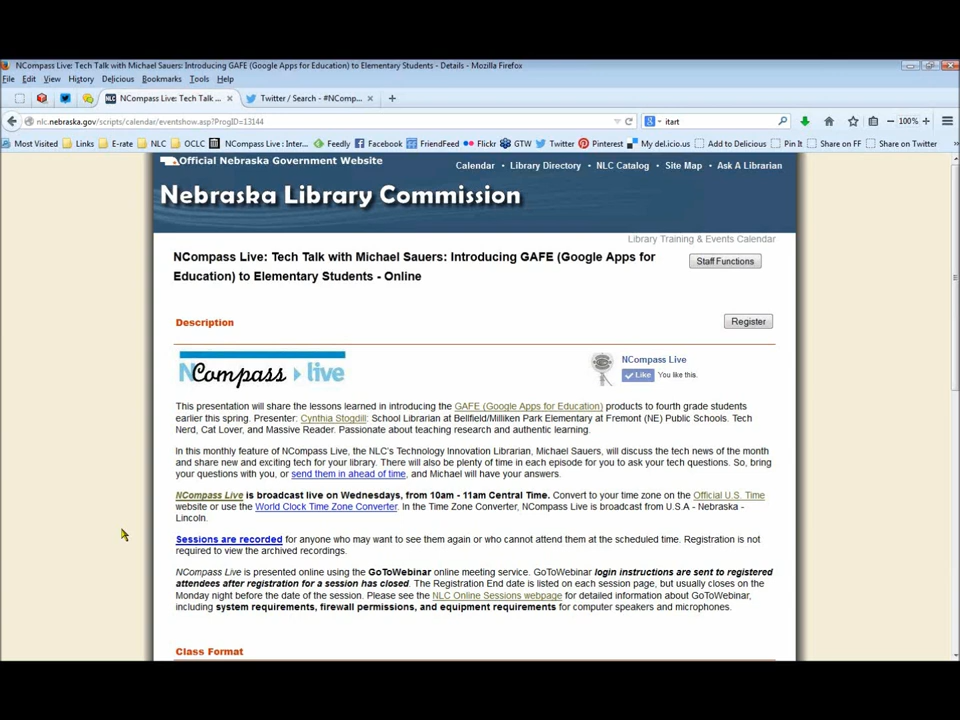 NCompass Live: Tech Talk with Michael Sauers: Introducing GAFE (Google Apps for Education) to Elementary Students - Details - Mozilla Firefox
File Edit View History Delicious Bookmarks Tools Help
NLC NCompass Live: Tech Talk ... × Twitter / Search - #NComp... × +
nlc.nebraska.gov/scripts/calendar/eventshow.asp?ProgID=13144 itart 100%
Most Visited Links E-rate NLC OCLC NCompass Live : Inter... Feedly Facebook FriendFeed Flickr GTW Twitter Pinterest My del.icio.us Add to Delicious Pin It Share on FF Share on Twitter »
Official Nebraska Government Website
Calendar • Library Directory • NLC Catalog • Site Map • Ask A Librarian
Nebraska Library Commission
Library Training & Events Calendar
NCompass Live: Tech Talk with Michael Sauers: Introducing GAFE (Google Apps for
Education) to Elementary Students - Online
Staff Functions
Description
Register
NCompass live
NCompass Live
Like You like this.
This presentation will share the lessons learned in introducing the GAFE (Google Apps for Education) products to fourth grade students
earlier this spring. Presenter: Cynthia Stogdill: School Librarian at Bellfield/Milliken Park Elementary at Fremont (NE) Public Schools. Tech
Nerd, Cat Lover, and Massive Reader. Passionate about teaching research and authentic learning.
In this monthly feature of NCompass Live, the NLC's Technology Innovation Librarian, Michael Sauers, will discuss the tech news of the month
and share new and exciting tech for your library. There will also be plenty of time in each episode for you to ask your tech questions. So, bring
your questions with you, or send them in ahead of time, and Michael will have your answers.
NCompass Live is broadcast live on Wednesdays, from 10am - 11am Central Time. Convert to your time zone on the Official U.S. Time
website or use the World Clock Time Zone Converter. In the Time Zone Converter, NCompass Live is broadcast from U.S.A - Nebraska -
Lincoln.
Sessions are recorded for anyone who may want to see them again or who cannot attend them at the scheduled time. Registration is not
required to view the archived recordings.
NCompass Live is presented online using the GoToWebinar online meeting service. GoToWebinar login instructions are sent to registered
attendees after registration for a session has closed. The Registration End date is listed on each session page, but usually closes on the
Monday night before the date of the session. Please see the NLC Online Sessions webpage for detailed information about GoToWebinar,
including system requirements, firewall permissions, and equipment requirements for computer speakers and microphones.
Class Format